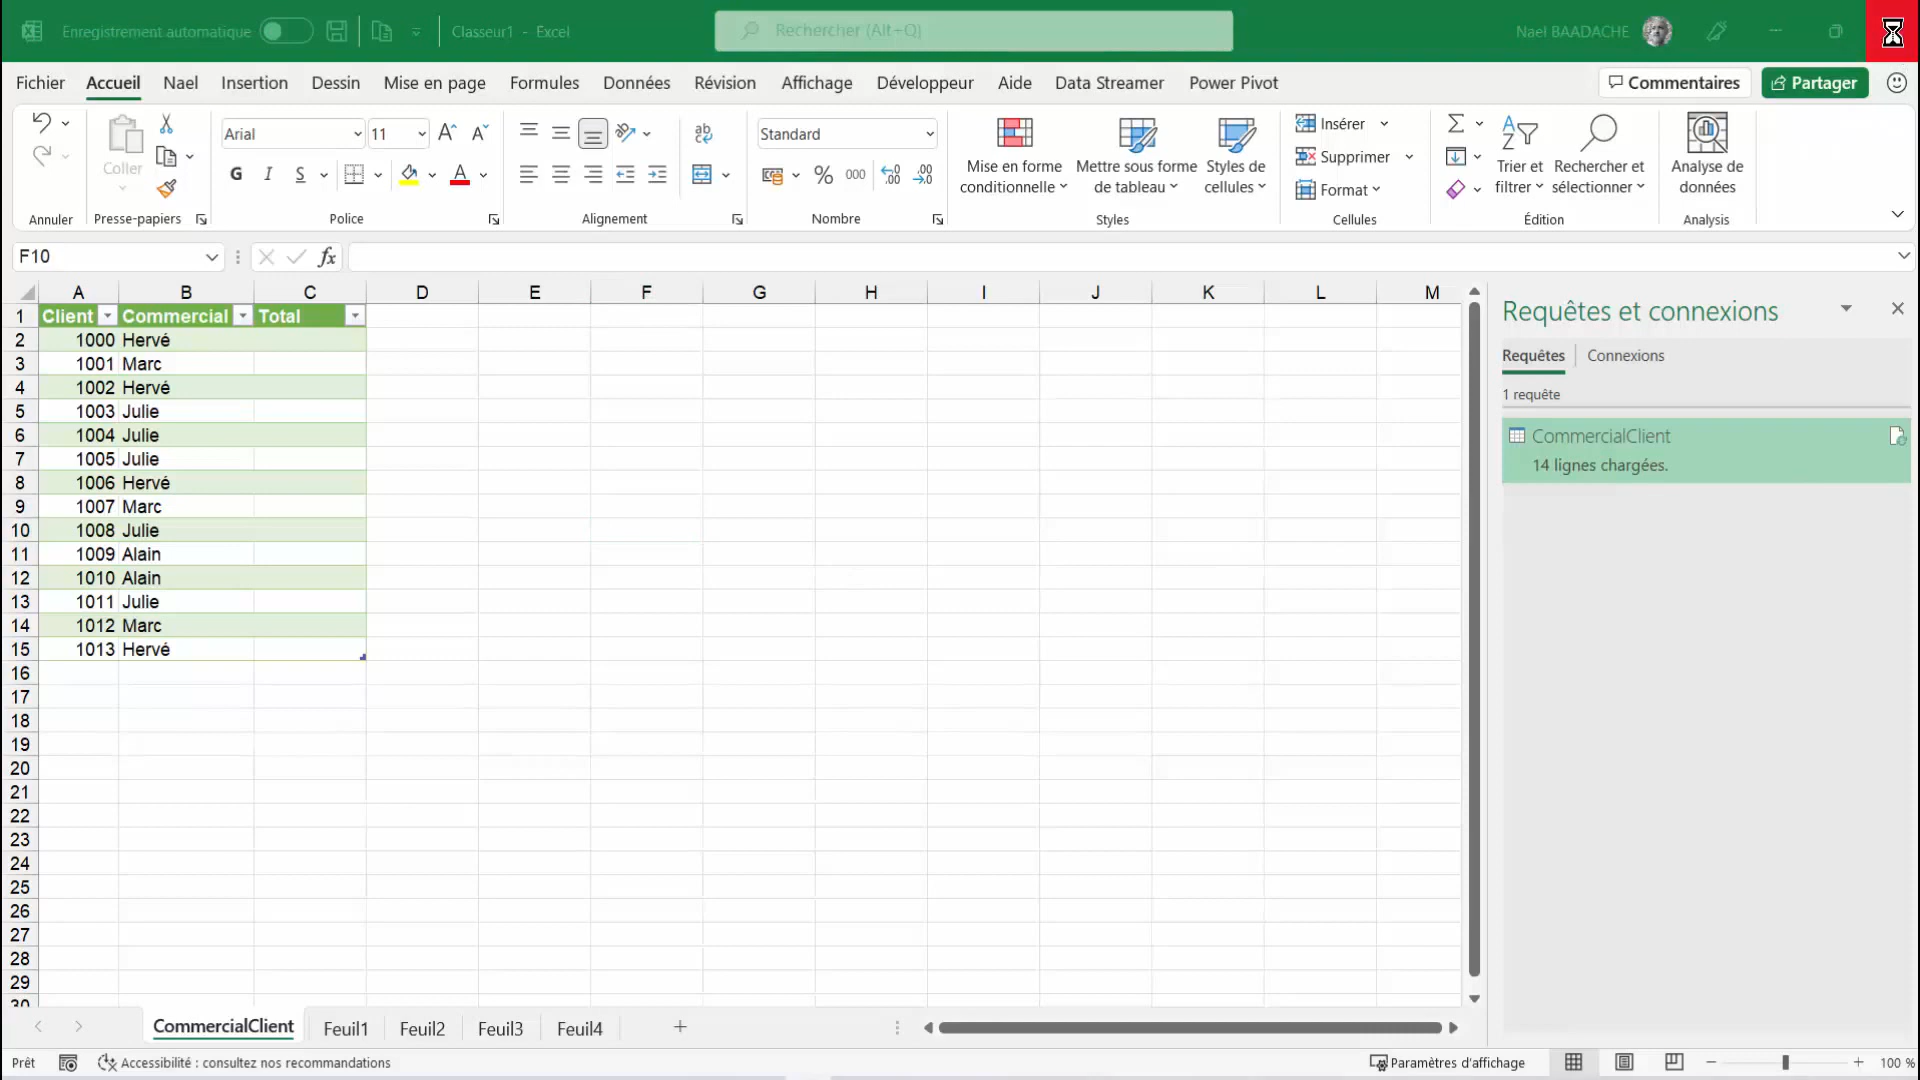 Enregistrement automatique Classeur1 - Excel Rechercher (Alt+Q) Nael BAADACHE
Fichier Accueil Nael Insertion Dessin Mise en page Formules Données Révision Affichage Développeur Aide Data Streamer Power Pivot Commentaires Partager
Coller Arial 11 A A ab Standard Mise en forme conditionnelle Mettre sous forme de tableau Styles de cellules Insérer Supprimer Format Trier et filtrer Rechercher et sélectionner Analyse de données
G I S A % 000
Annuler Presse-papiers Police Alignement Nombre Styles Cellules Édition Analysis
F10 fx
A B C D E F G H I J K L M
1 Client Commercial Total
2 1000 Hervé
3 1001 Marc
4 1002 Hervé
5 1003 Julie
6 1004 Julie
7 1005 Julie
8 1006 Hervé
9 1007 Marc
10 1008 Julie
11 1009 Alain
12 1010 Alain
13 1011 Julie
14 1012 Marc
15 1013 Hervé
16
17
18
19
20
21
22
23
24
25
26
27
28
29
30
Requêtes et connexions
Requêtes Connexions
1 requête
CommercialClient
14 lignes chargées.
CommercialClient Feuil1 Feuil2 Feuil3 Feuil4
Prêt Accessibilité : consultez nos recommandations Paramètres d'affichage 100 %